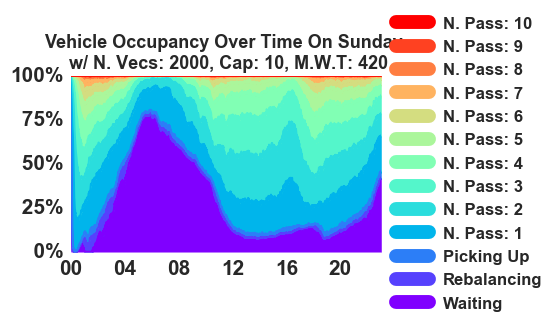 Vehicle Occupancy Over Time On Sunday
w/ N. Vecs: 2000, Cap: 10, M.W.T: 420
100%
75%
50%
25%
0%
00 04 08 12 16 20
N. Pass: 10
N. Pass: 9
N. Pass: 8
N. Pass: 7
N. Pass: 6
N. Pass: 5
N. Pass: 4
N. Pass: 3
N. Pass: 2
N. Pass: 1
Picking Up
Rebalancing
Waiting